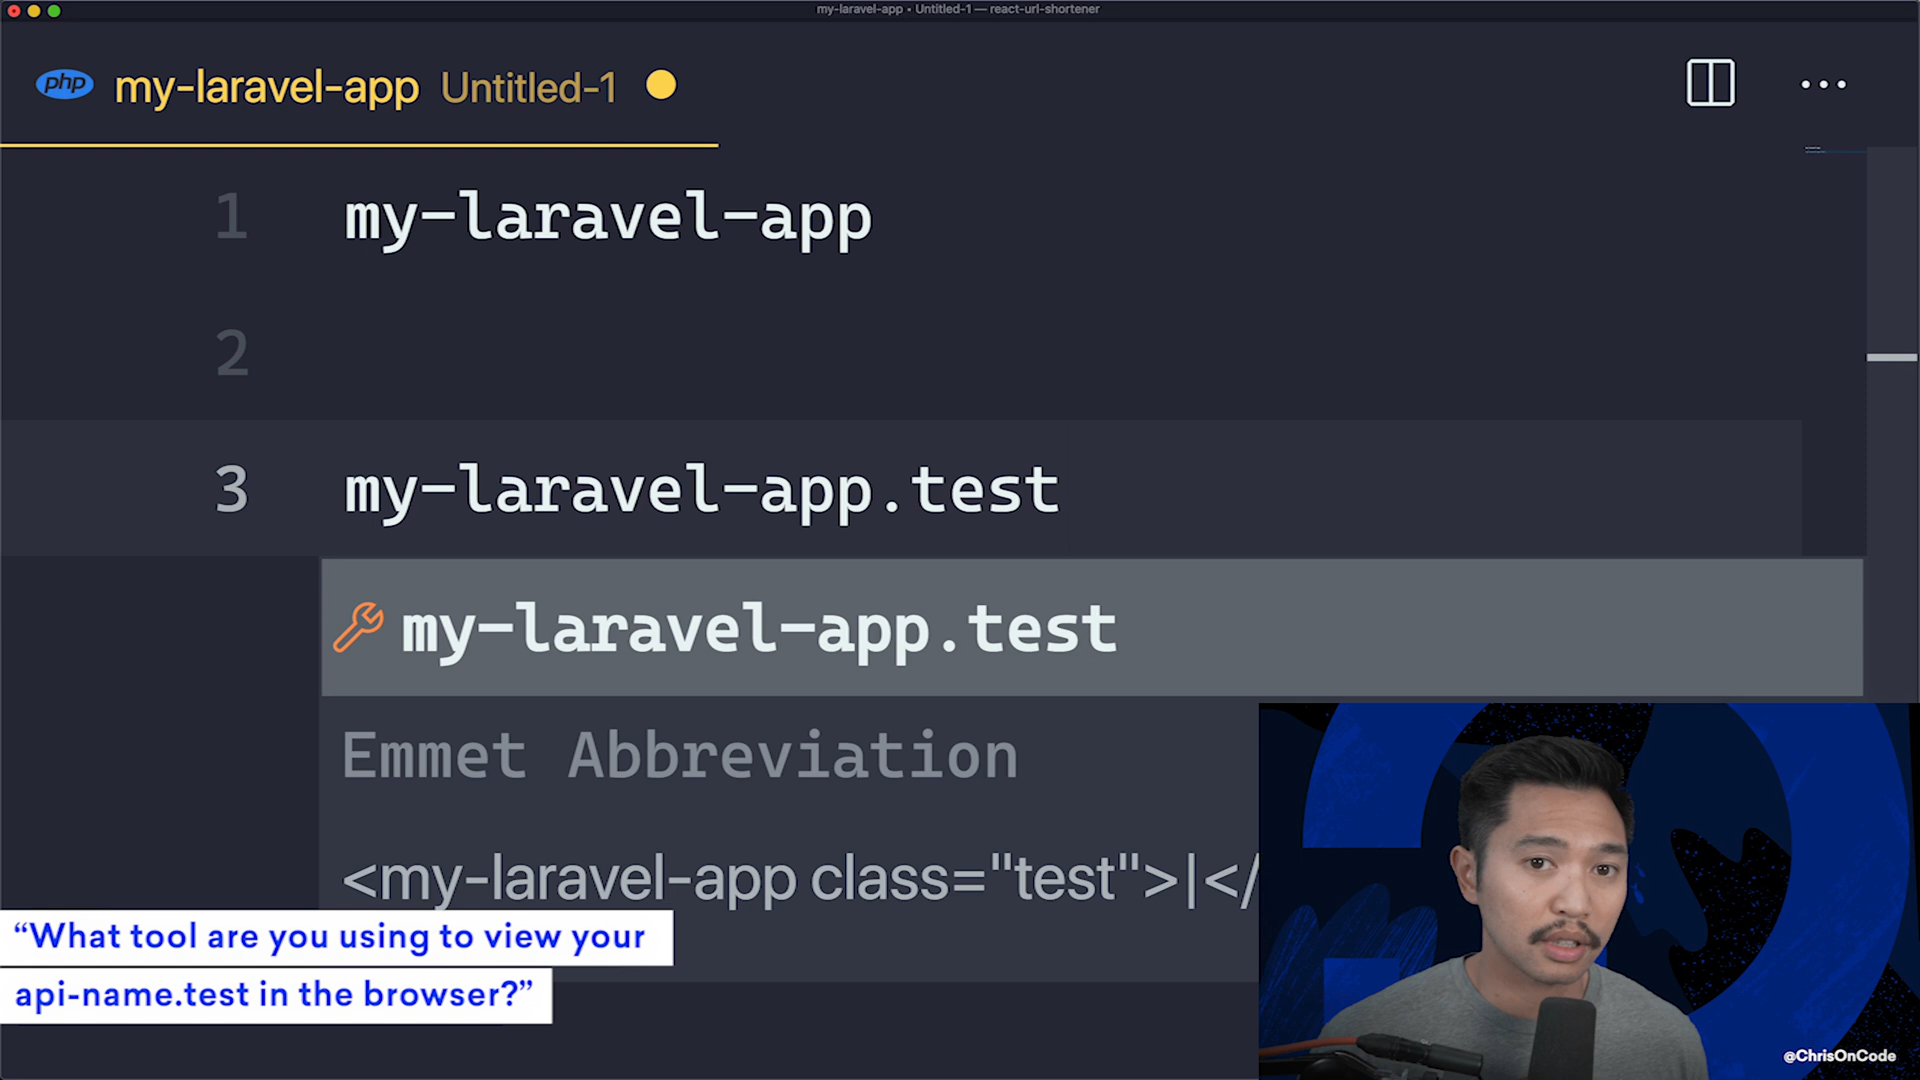 my-laravel-app • Untitled-1 — react-url-shortener
php my-laravel-app Untitled-1
1 my-laravel-app
2
3 my-laravel-app.test
my-laravel-app.test
Emmet Abbreviation
<my-laravel-app class="test">|</
“What tool are you using to view your
api-name.test in the browser?”
@ChrisOnCode